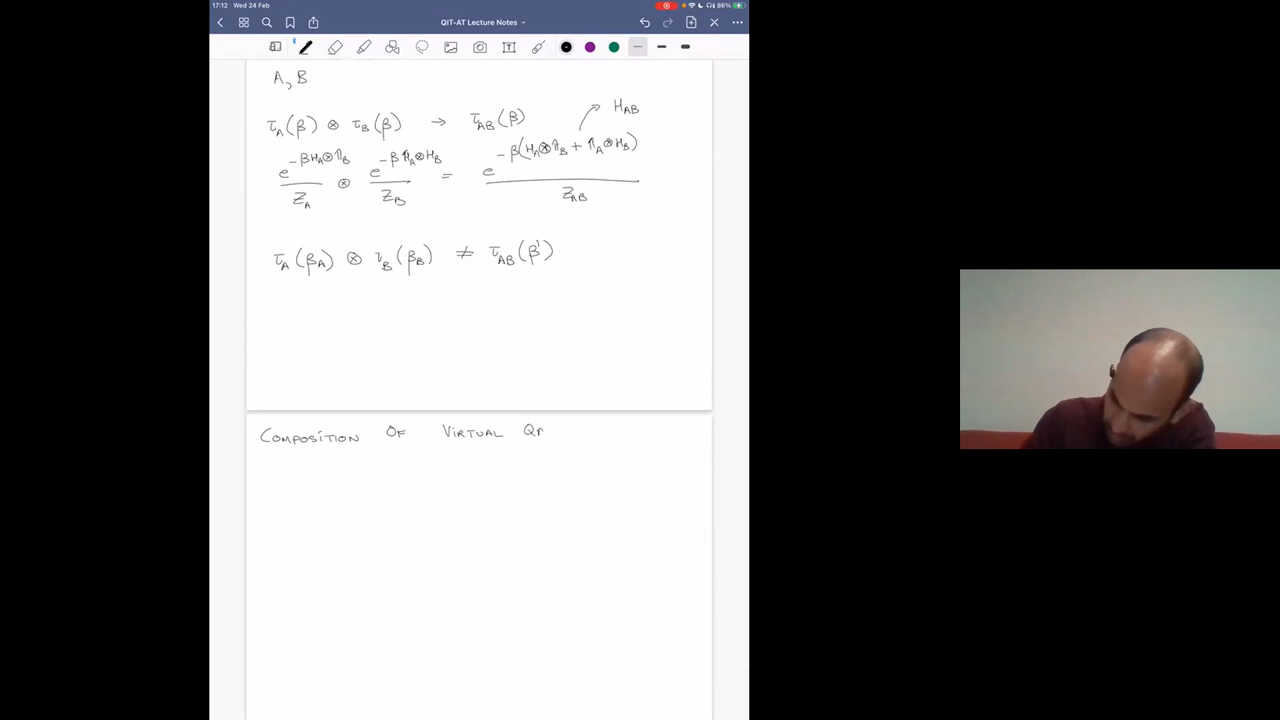 17:12 Wed 24 Feb
86%
QIT-AT Lecture Notes
A, B
H_AB
τ_A(β) ⊗ τ_B(β) → τ_AB(β)
e^{-βH_A⊗𝟙_B}/Z_A ⊗ e^{-β𝟙_A⊗H_B}/Z_B = e^{-β(H_A⊗𝟙_B + 𝟙_A⊗H_B)}/Z_AB
τ_A(β_A) ⊗ τ_B(β_B) ≠ τ_AB(β')
COMPOSITION OF VIRTUAL Qr